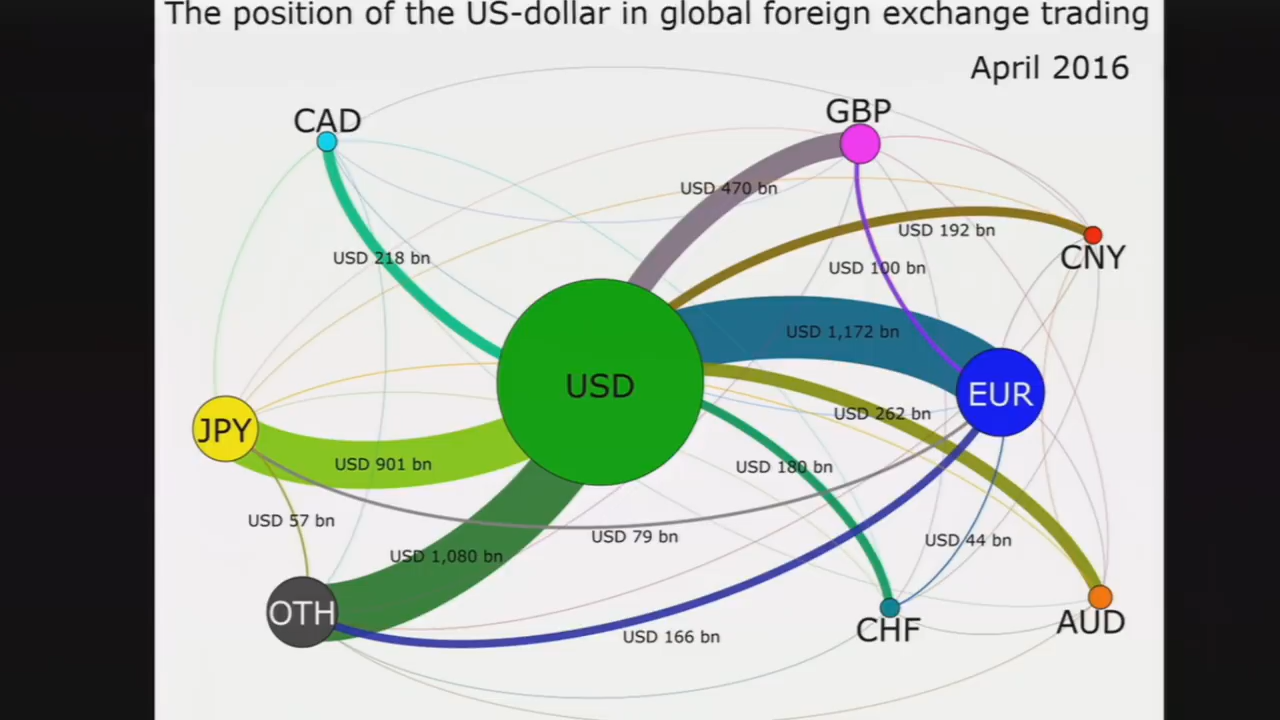 The position of the US-dollar in global foreign exchange trading
April 2016
CAD
GBP
USD 470 bn
USD 192 bn
USD 218 bn
CNY
USD 100 bn
USD 1,172 bn
USD
EUR
USD 262 bn
JPY
USD 901 bn
USD 180 bn
USD 57 bn
USD 79 bn
USD 44 bn
USD 1,080 bn
OTH
AUD
CHF
USD 166 bn